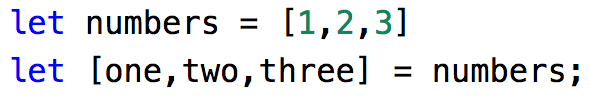 let numbers = [1,2,3]
let [one,two,three] = numbers;